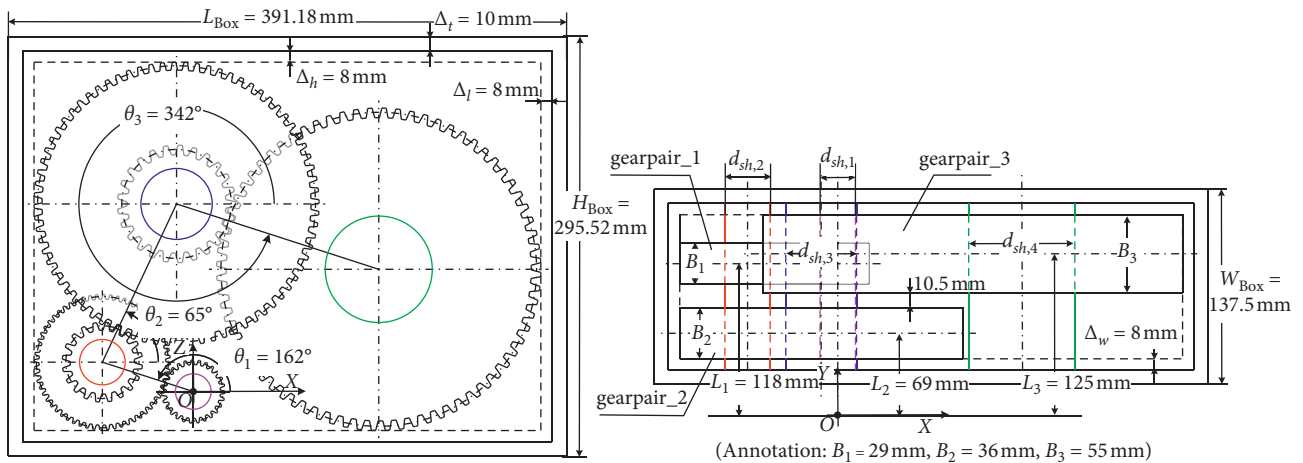 L_Box = 391.18 mm
Δ_t = 10 mm
Δ_h = 8 mm
Δ_l = 8 mm
θ_3 = 342°
H_Box =
295.52 mm
θ_2 = 65°
Z
θ_1 = 162°
X
O
gearpair_1
d_sh,2
d_sh,1
gearpair_3
B_1
d_sh,3
d_sh,4
B_3
10.5 mm
W_Box =
137.5 mm
B_2
Δ_w = 8 mm
L_1 = 118 mm
Y
L_2 = 69 mm
L_3 = 125 mm
gearpair_2
O
X
(Annotation: B_1 = 29 mm, B_2 = 36 mm, B_3 = 55 mm)